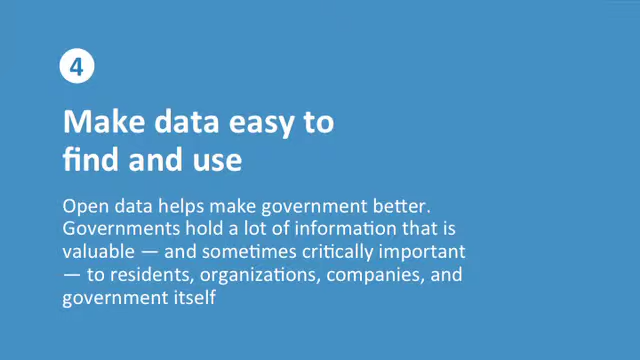 4
Make data easy to
find and use
Open data helps make government better.
Governments hold a lot of information that is
valuable — and sometimes critically important
— to residents, organizations, companies, and
government itself